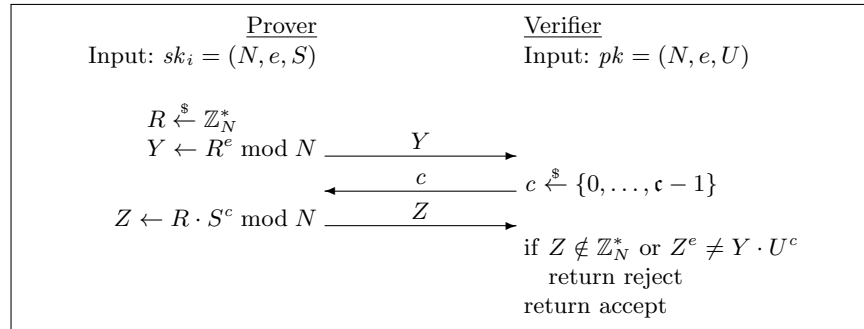 Prover Verifier
Input: sk_i = (N, e, S) Input: pk = (N, e, U)
R ←$ ℤ*_N
Y ← R^e mod N Y
c c ←$ {0, . . . , 𝔠 − 1}
Z ← R · S^c mod N Z
if Z ∉ ℤ*_N or Z^e ≠ Y · U^c
return reject
return accept